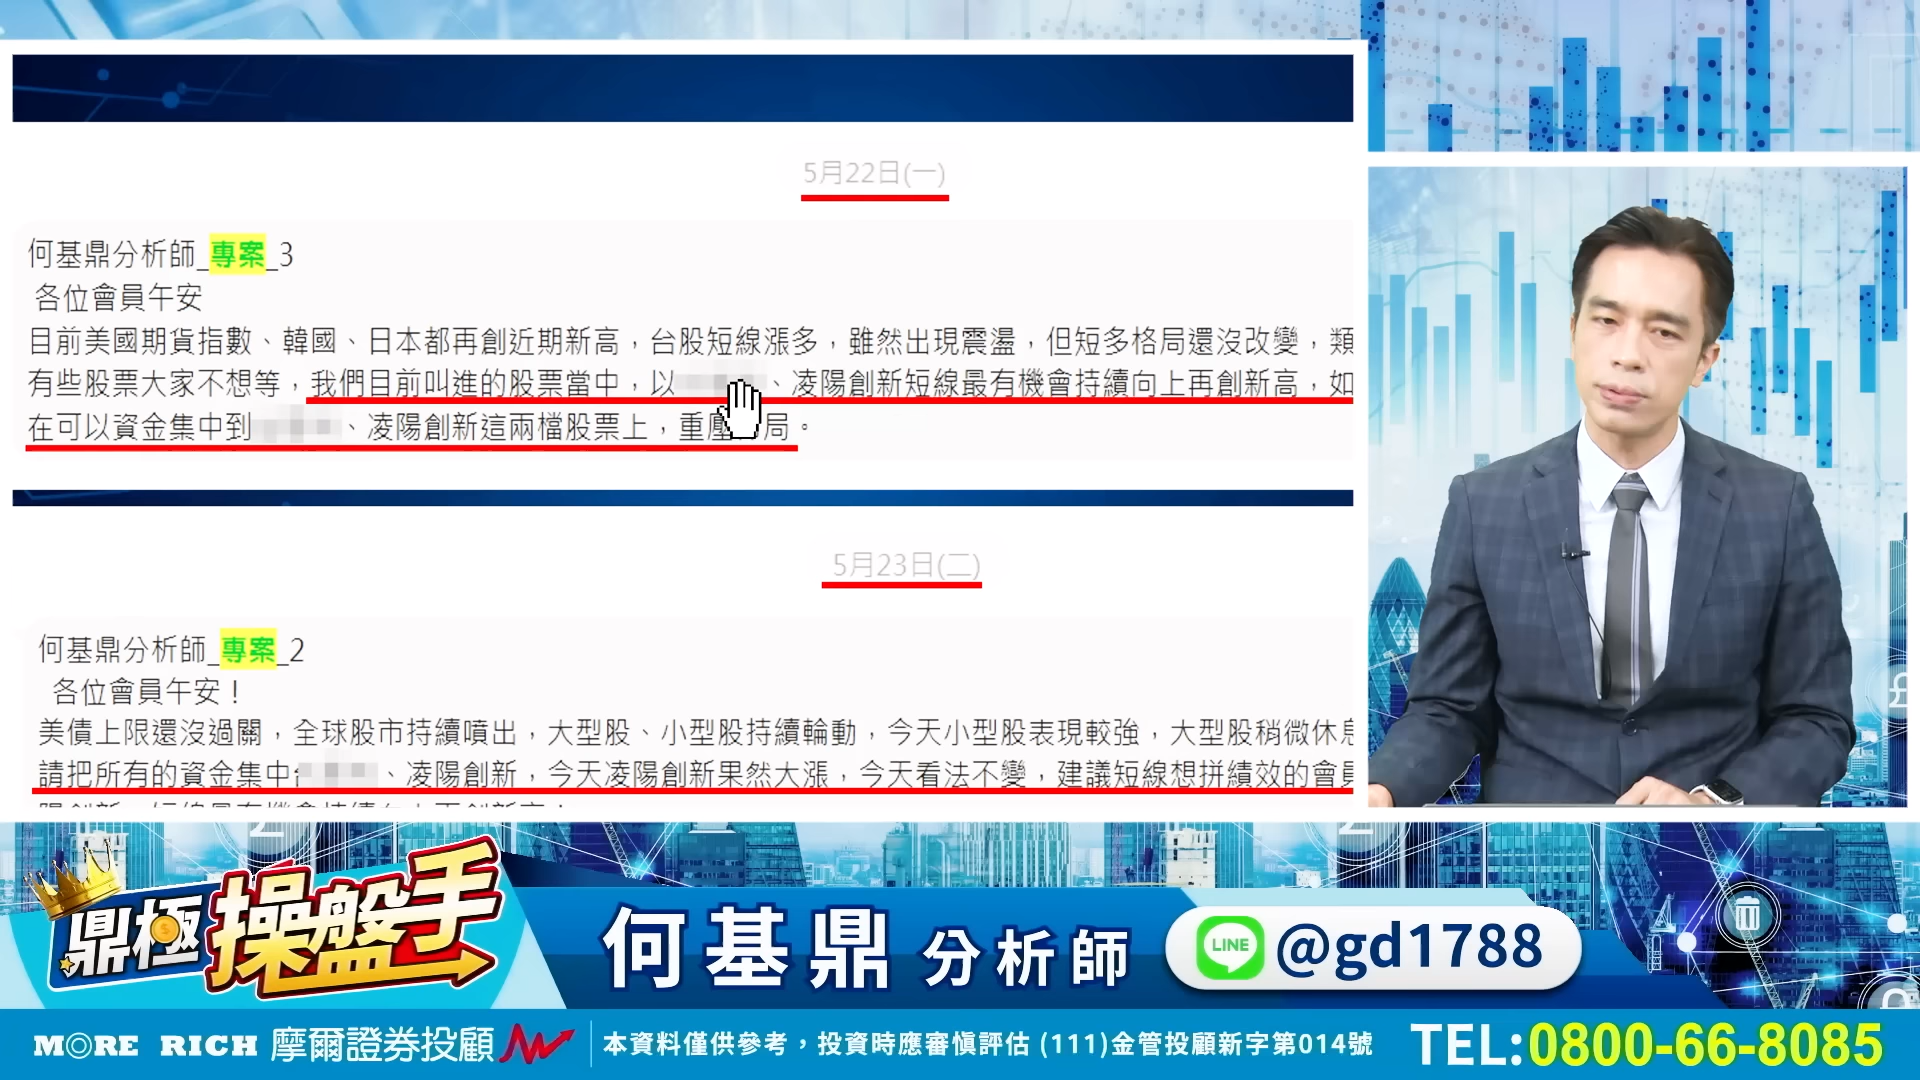 5月22日(一)
何基鼎分析師_專案_3
各位會員午安
目前美國期貨指數、韓國、日本都再創近期新高，台股短線漲多，雖然出現震盪，但短多格局還沒改變，類
有些股票大家不想等，我們目前叫進的股票當中，以、凌陽創新短線最有機會持續向上再創新高，如
在可以資金集中到、凌陽創新這兩檔股票上，重壓局。
5月23日(二)
何基鼎分析師_專案_2
各位會員午安！
美債上限還沒過關，全球股市持續噴出，大型股、小型股持續輪動，今天小型股表現較強，大型股稍微休息
請把所有的資金集中、凌陽創新，今天凌陽創新果然大漲，今天看法不變，建議短線想拼績效的會員
鼎極操盤手
何基鼎 分析師
LINE @gd1788
MORE RICH 摩爾證券投顧
本資料僅供參考，投資時應審慎評估 (111)金管投顧新字第014號
TEL:0800-66-8085